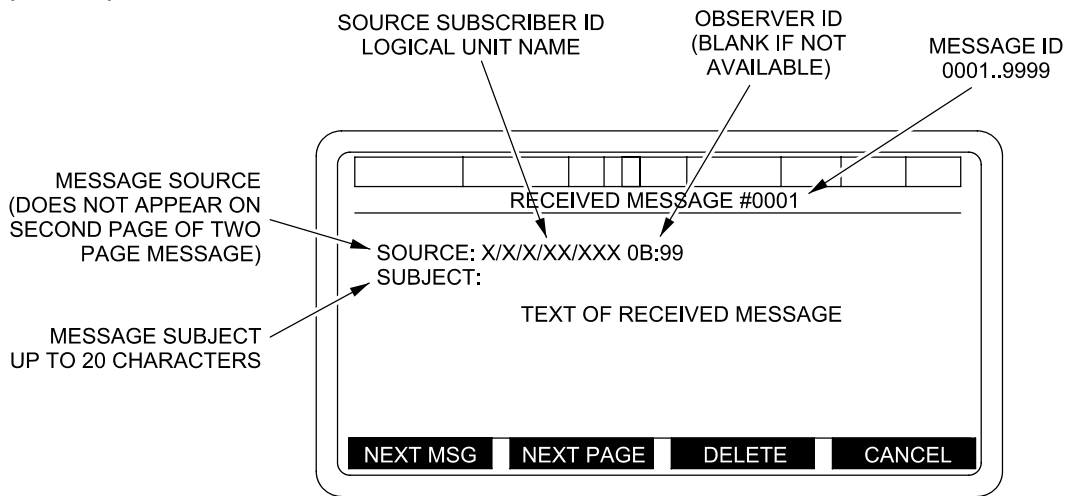 SOURCE SUBSCRIBER ID
LOGICAL UNIT NAME
OBSERVER ID
(BLANK IF NOT
AVAILABLE)
MESSAGE ID
0001..9999
MESSAGE SOURCE
(DOES NOT APPEAR ON
SECOND PAGE OF TWO
PAGE MESSAGE)
MESSAGE SUBJECT
UP TO 20 CHARACTERS
RECEIVED MESSAGE #0001
SOURCE: X/X/X/XX/XXX 0B:99
SUBJECT:
TEXT OF RECEIVED MESSAGE
NEXT MSG NEXT PAGE DELETE CANCEL